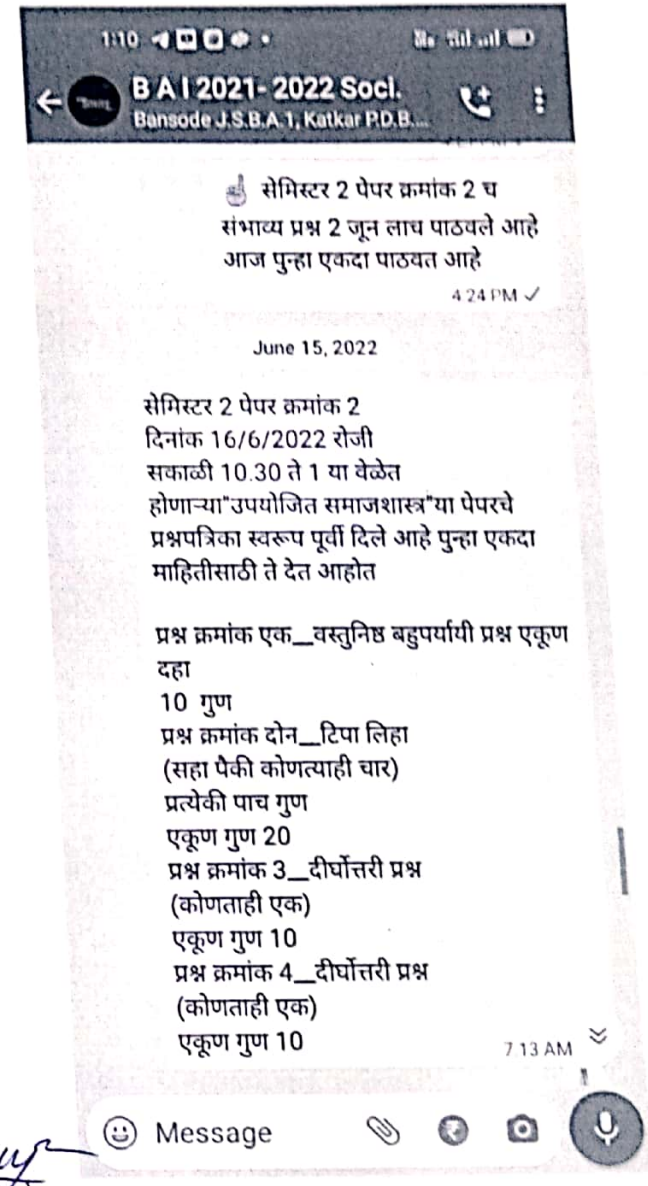 1:10
B A I 2021-2022 Soci.
Bansode J.S.B.A.1, Katkar P.D.B....
☝ सेमिस्टर 2 पेपर क्रमांक 2 च
संभाव्य प्रश्न 2 जून लाच पाठवले आहे
आज पुन्हा एकदा पाठवत आहे
4:24 PM ✓
June 15, 2022
सेमिस्टर 2 पेपर क्रमांक 2
दिनांक 16/6/2022 रोजी
सकाळी 10.30 ते 1 या वेळेत
होणाऱ्या"उपयोजित समाजशास्त्र"या पेपरचे
प्रश्नपत्रिका स्वरूप पूर्वी दिले आहे पुन्हा एकदा
माहितीसाठी ते देत आहोत
प्रश्न क्रमांक एक__वस्तुनिष्ठ बहुपर्यायी प्रश्न एकूण
दहा
10 गुण
प्रश्न क्रमांक दोन__टिपा लिहा
(सहा पैकी कोणत्याही चार)
प्रत्येकी पाच गुण
एकूण गुण 20
प्रश्न क्रमांक 3__दीर्घोत्तरी प्रश्न
(कोणताही एक)
एकूण गुण 10
प्रश्न क्रमांक 4__दीर्घोत्तरी प्रश्न
(कोणताही एक)
एकूण गुण 10
7:13 AM
Message